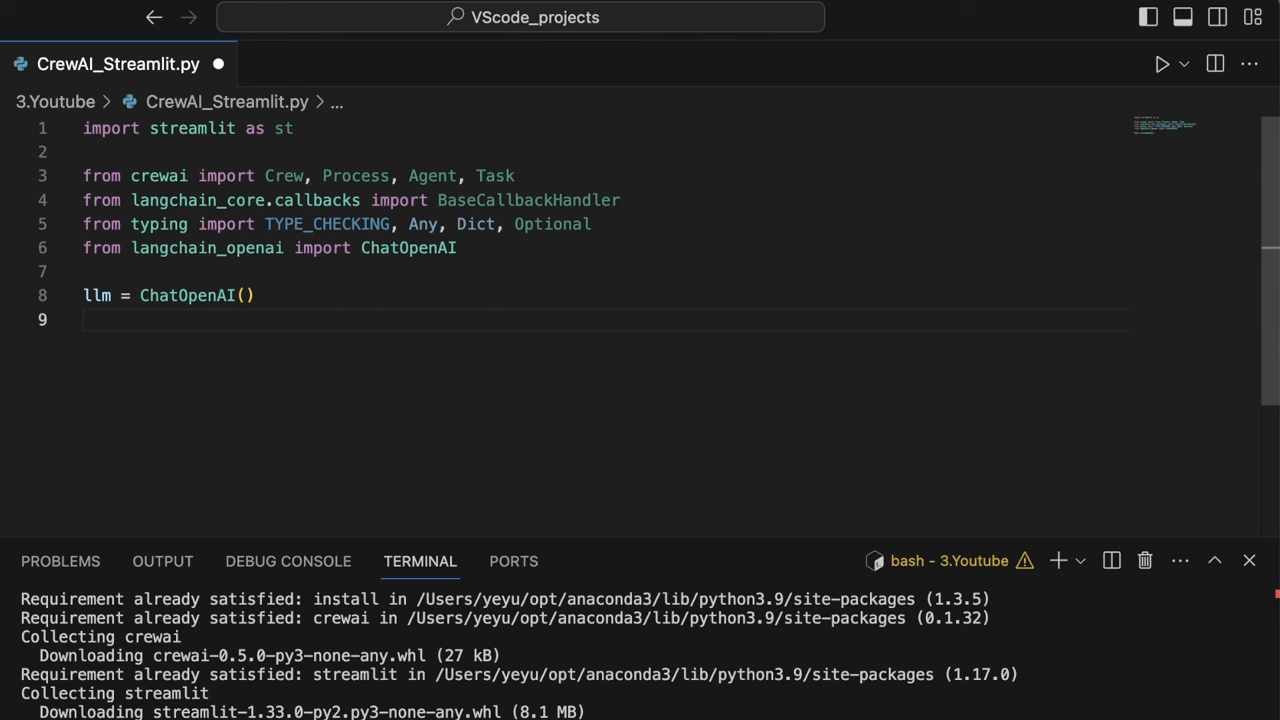 VScode_projects
CrewAI_Streamlit.py
3.Youtube > CrewAI_Streamlit.py > ...
1 import streamlit as st
2
3 from crewai import Crew, Process, Agent, Task
4 from langchain_core.callbacks import BaseCallbackHandler
5 from typing import TYPE_CHECKING, Any, Dict, Optional
6 from langchain_openai import ChatOpenAI
7
8 llm = ChatOpenAI()
9
PROBLEMS OUTPUT DEBUG CONSOLE TERMINAL PORTS bash - 3.Youtube
Requirement already satisfied: install in /Users/yeyu/opt/anaconda3/lib/python3.9/site-packages (1.3.5)
Requirement already satisfied: crewai in /Users/yeyu/opt/anaconda3/lib/python3.9/site-packages (0.1.32)
Collecting crewai
  Downloading crewai-0.5.0-py3-none-any.whl (27 kB)
Requirement already satisfied: streamlit in /Users/yeyu/opt/anaconda3/lib/python3.9/site-packages (1.17.0)
Collecting streamlit
  Downloading streamlit-1.33.0-py2.py3-none-any.whl (8.1 MB)